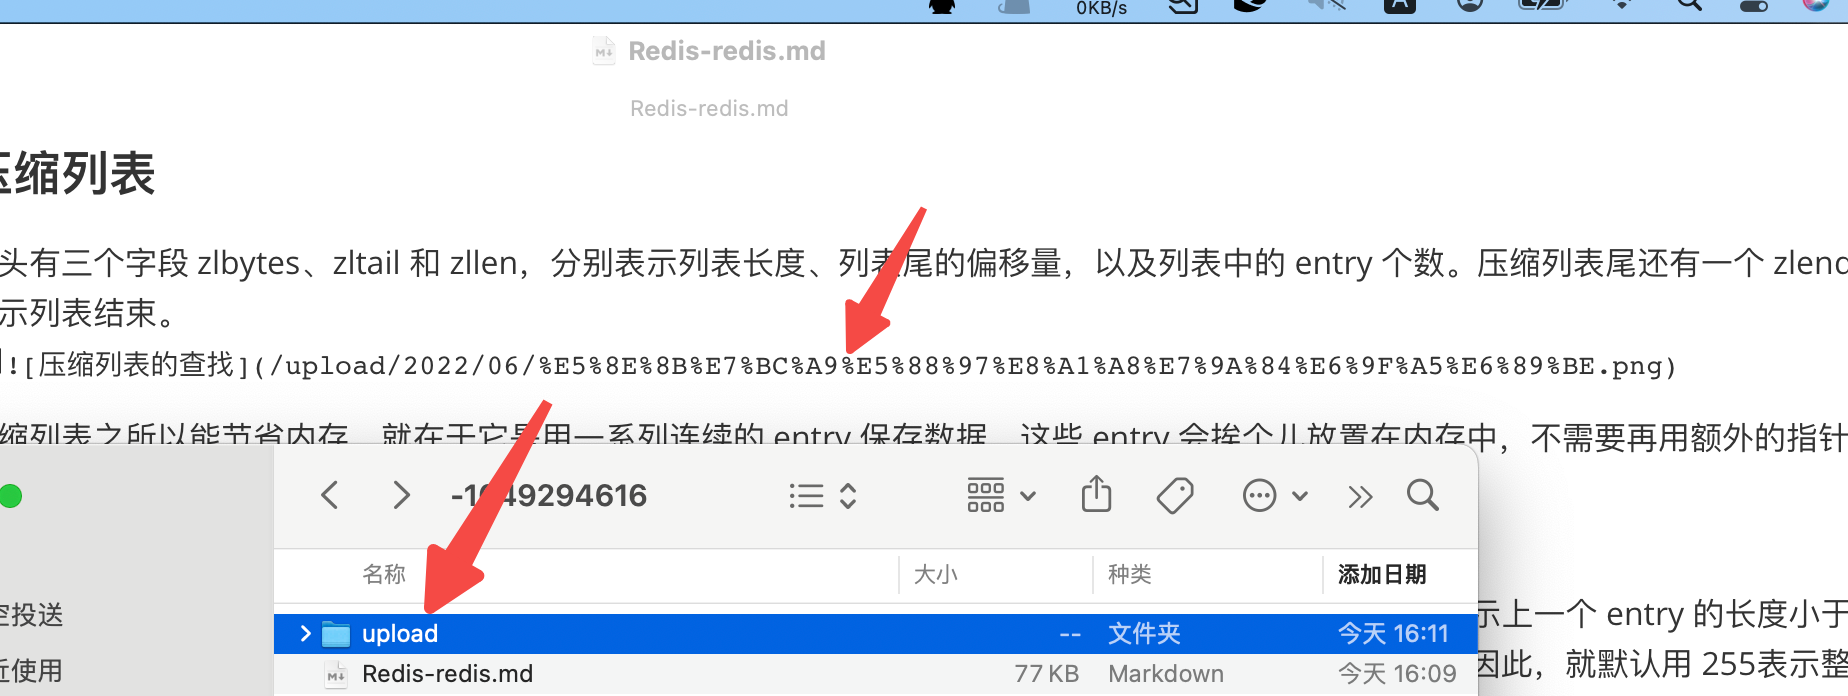 0KB/s
A
Redis-redis.md
Redis-redis.md
压缩列表
头有三个字段 zlbytes、zltail 和 zllen，分别表示列表长度、列表尾的偏移量，以及列表中的 entry 个数。压缩列表尾还有一个 zlend
示列表结束。
![压缩列表的查找](/upload/2022/06/%E5%8E%8B%E7%BC%A9%E5%88%97%E8%A1%A8%E7%9A%84%E6%9F%A5%E6%89%BE.png)
缩列表之所以能节省内存，就在于它是用一系列连续的 entry 保存数据。这些 entry 会挨个儿放置在内存中，不需要再用额外的指针
-1049294616
名称 大小 种类 添加日期
空投送
upload -- 文件夹 今天 16:11
示上一个 entry 的长度小于
近使用
Redis-redis.md 77 KB Markdown 今天 16:09
因此，就默认用 255表示整